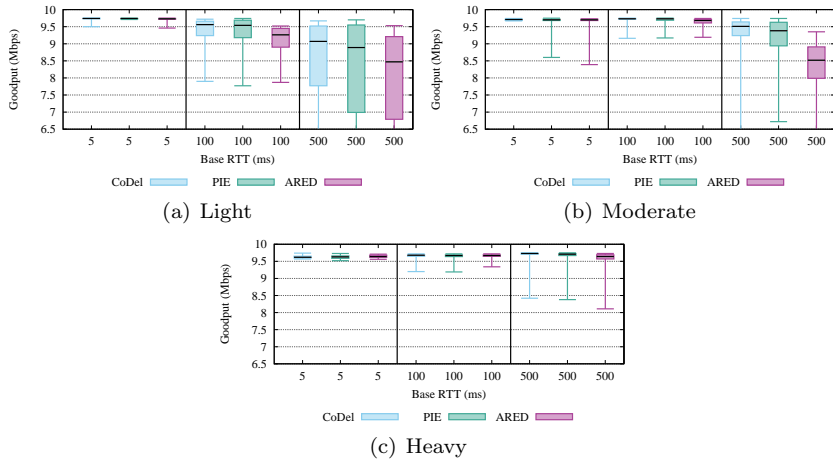 10
9.5
9
8.5
8
7.5
7
6.5
Goodput (Mbps)
5 5 5 100 100 100 500 500 500
Base RTT (ms)
CoDel PIE ARED
(a) Light
10
9.5
9
8.5
8
7.5
7
6.5
Goodput (Mbps)
5 5 5 100 100 100 500 500 500
Base RTT (ms)
CoDel PIE ARED
(b) Moderate
10
9.5
9
8.5
8
7.5
7
6.5
Goodput (Mbps)
5 5 5 100 100 100 500 500 500
Base RTT (ms)
CoDel PIE ARED
(c) Heavy